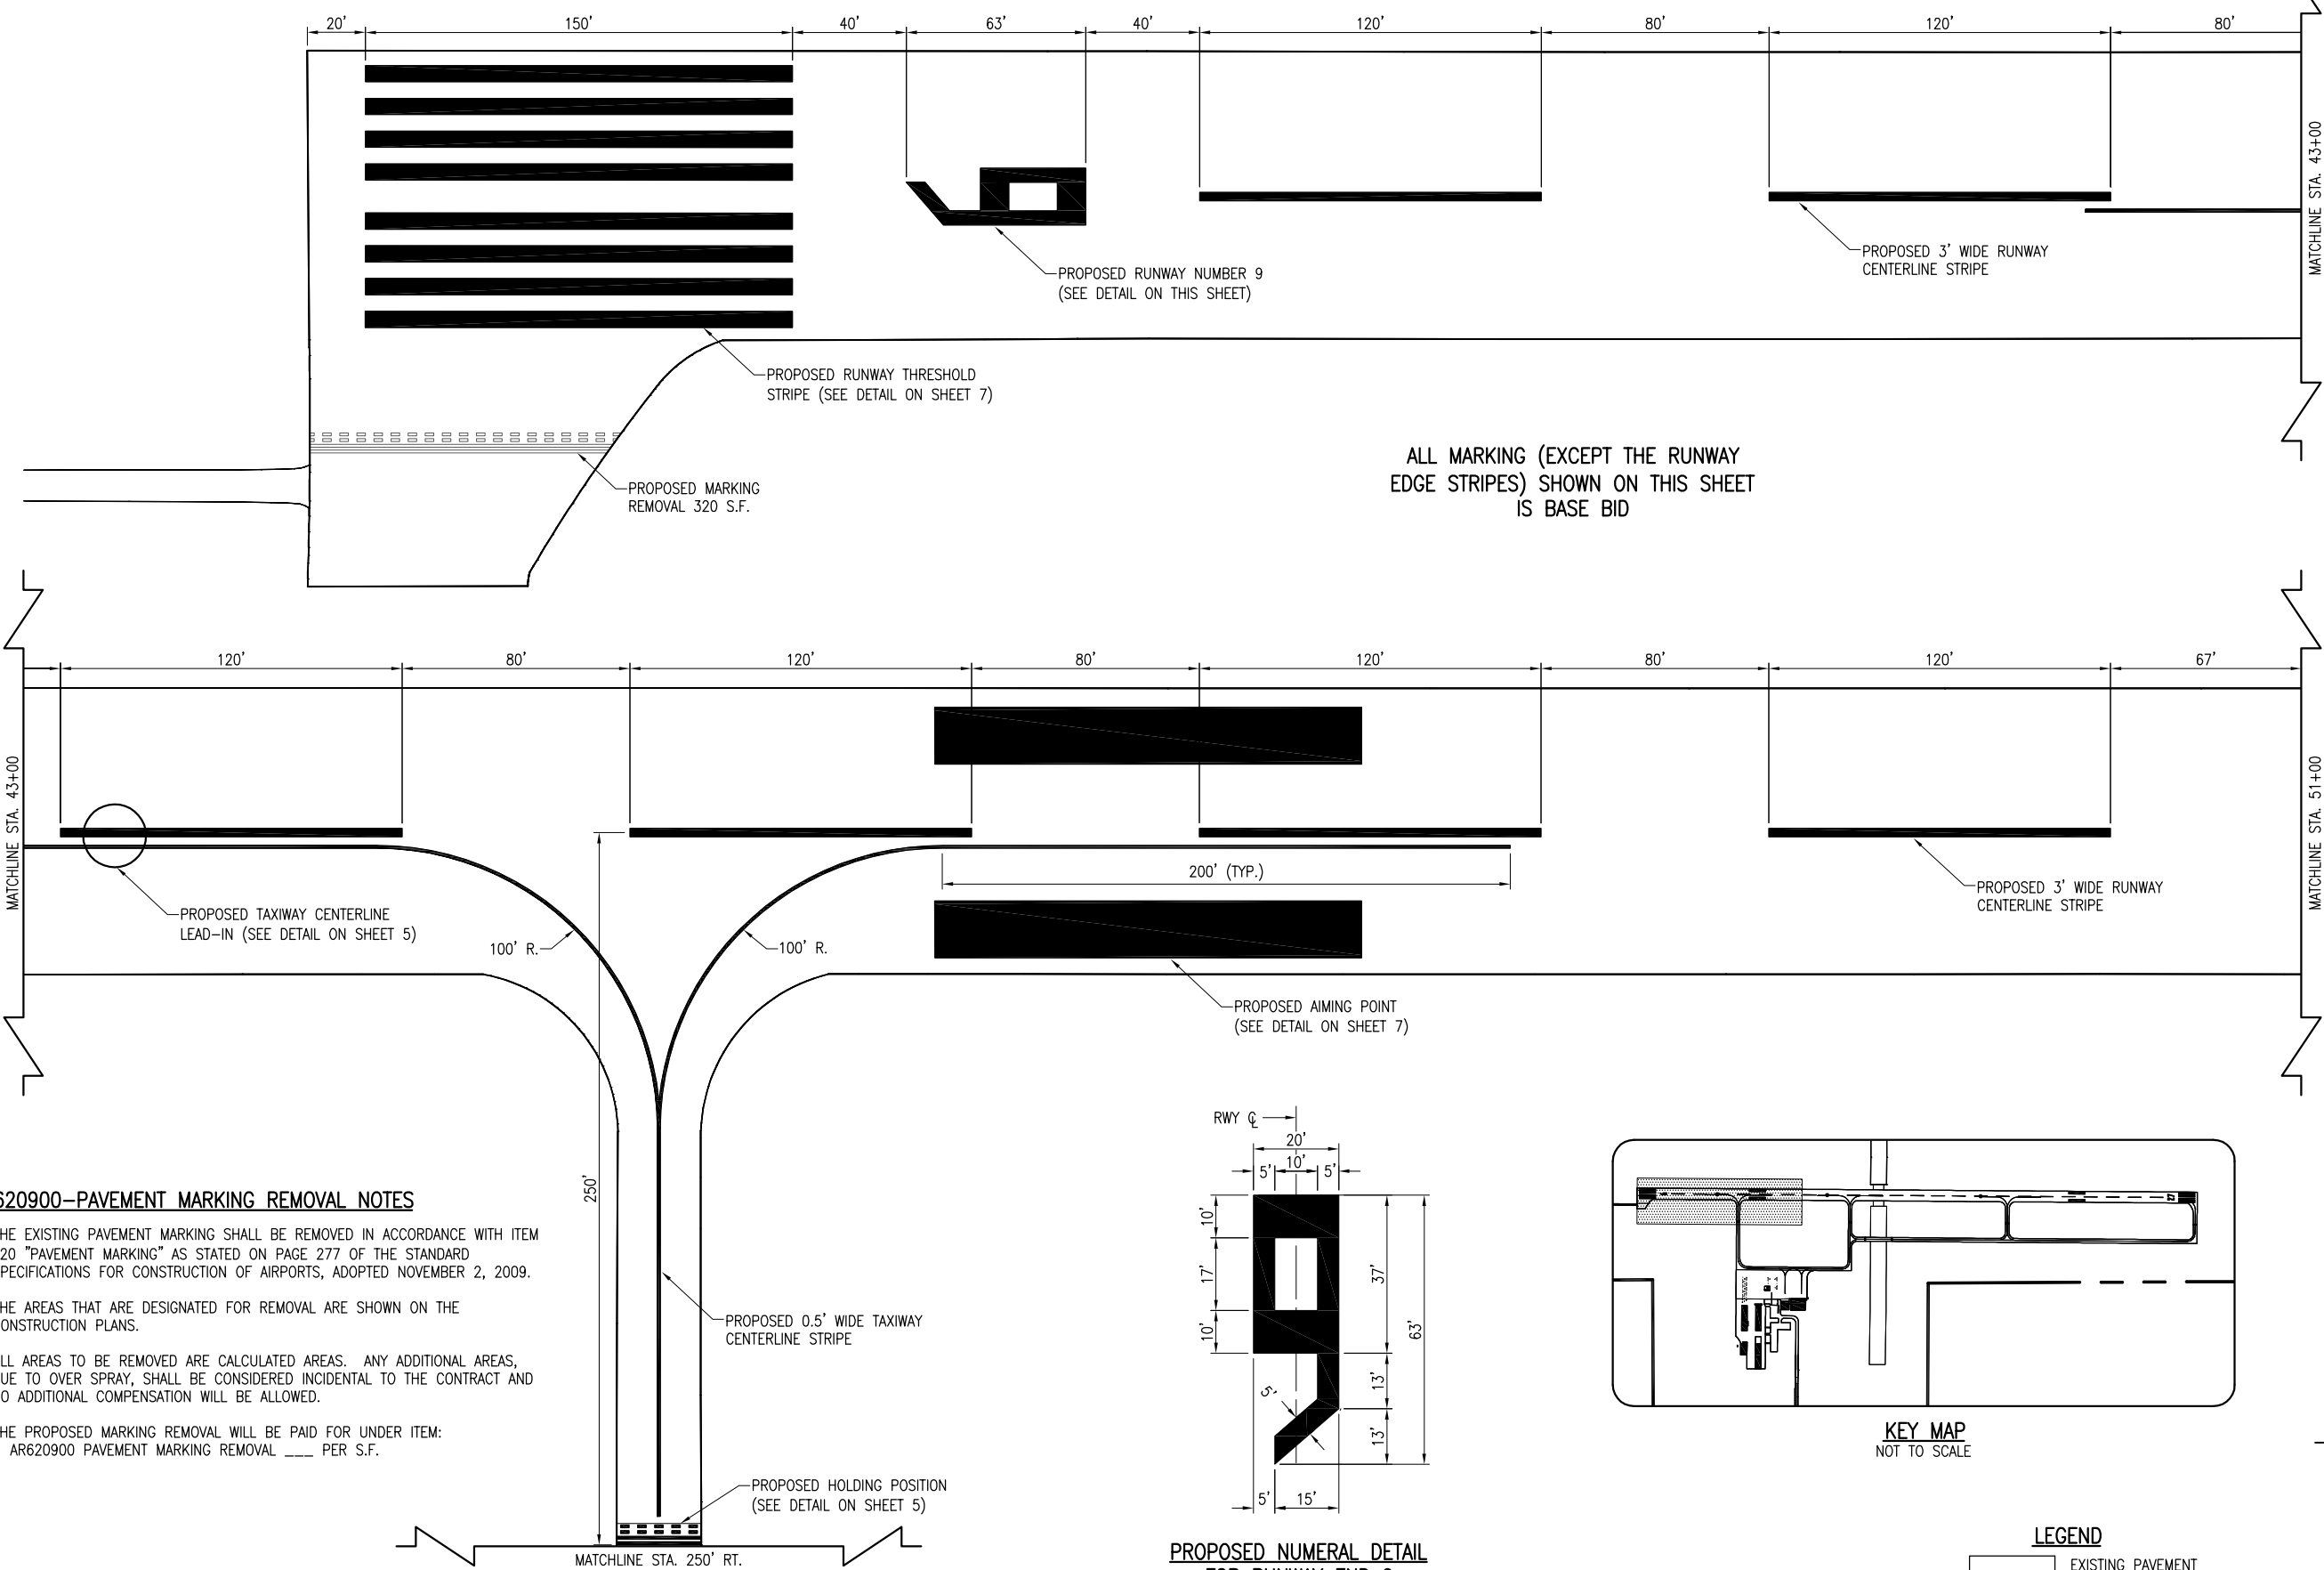 20' 150' 40' 63' 40' 120' 80' 120' 80'
MATCHLINE STA. 43+00
PROPOSED RUNWAY NUMBER 9
(SEE DETAIL ON THIS SHEET)
PROPOSED 3' WIDE RUNWAY
CENTERLINE STRIPE
PROPOSED RUNWAY THRESHOLD
STRIPE (SEE DETAIL ON SHEET 7)
PROPOSED MARKING
REMOVAL 320 S.F.
ALL MARKING (EXCEPT THE RUNWAY
EDGE STRIPES) SHOWN ON THIS SHEET
IS BASE BID
120' 80' 120' 80' 120' 80' 120' 67'
MATCHLINE STA. 43+00
MATCHLINE STA. 51+00
200' (TYP.)
PROPOSED TAXIWAY CENTERLINE
LEAD-IN (SEE DETAIL ON SHEET 5)
100' R.
100' R.
PROPOSED 3' WIDE RUNWAY
CENTERLINE STRIPE
PROPOSED AIMING POINT
(SEE DETAIL ON SHEET 7)
250'
620900-PAVEMENT MARKING REMOVAL NOTES
HE EXISTING PAVEMENT MARKING SHALL BE REMOVED IN ACCORDANCE WITH ITEM
20 "PAVEMENT MARKING" AS STATED ON PAGE 277 OF THE STANDARD
PECIFICATIONS FOR CONSTRUCTION OF AIRPORTS, ADOPTED NOVEMBER 2, 2009.
HE AREAS THAT ARE DESIGNATED FOR REMOVAL ARE SHOWN ON THE
ONSTRUCTION PLANS.
LL AREAS TO BE REMOVED ARE CALCULATED AREAS. ANY ADDITIONAL AREAS,
UE TO OVER SPRAY, SHALL BE CONSIDERED INCIDENTAL TO THE CONTRACT AND
O ADDITIONAL COMPENSATION WILL BE ALLOWED.
HE PROPOSED MARKING REMOVAL WILL BE PAID FOR UNDER ITEM:
AR620900 PAVEMENT MARKING REMOVAL ___ PER S.F.
PROPOSED 0.5' WIDE TAXIWAY
CENTERLINE STRIPE
PROPOSED HOLDING POSITION
(SEE DETAIL ON SHEET 5)
MATCHLINE STA. 250' RT.
RWY ℄
20'
5' 10' 5'
10'
17'
10'
37'
63'
13'
13'
5'
5' 15'
PROPOSED NUMERAL DETAIL
27
KEY MAP
NOT TO SCALE
LEGEND
EXISTING PAVEMENT